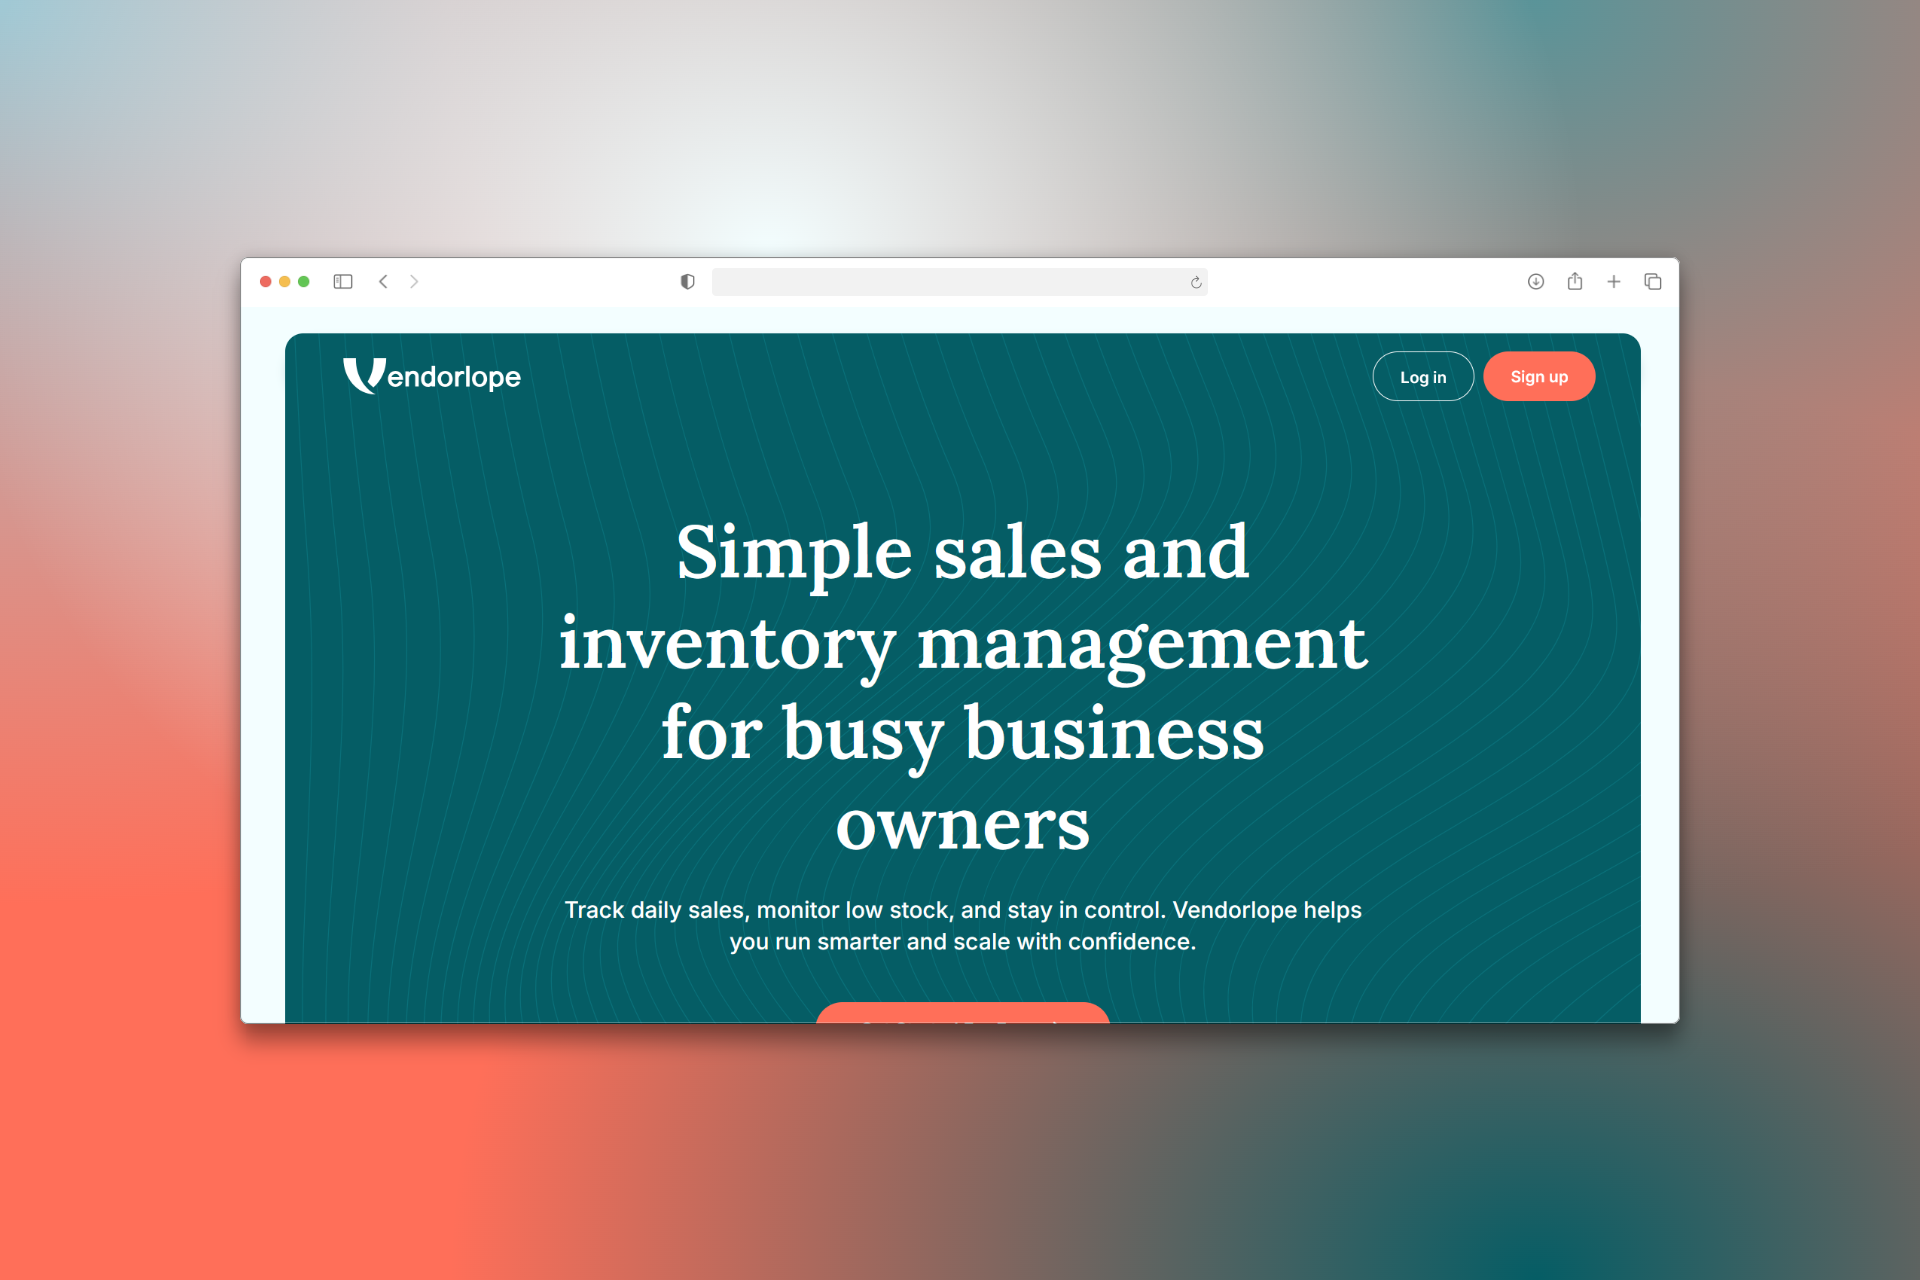 Vendorlope
Log in
Sign up
Simple sales and
inventory management
for busy business
owners
Track daily sales, monitor low stock, and stay in control. Vendorlope helps
you run smarter and scale with confidence.